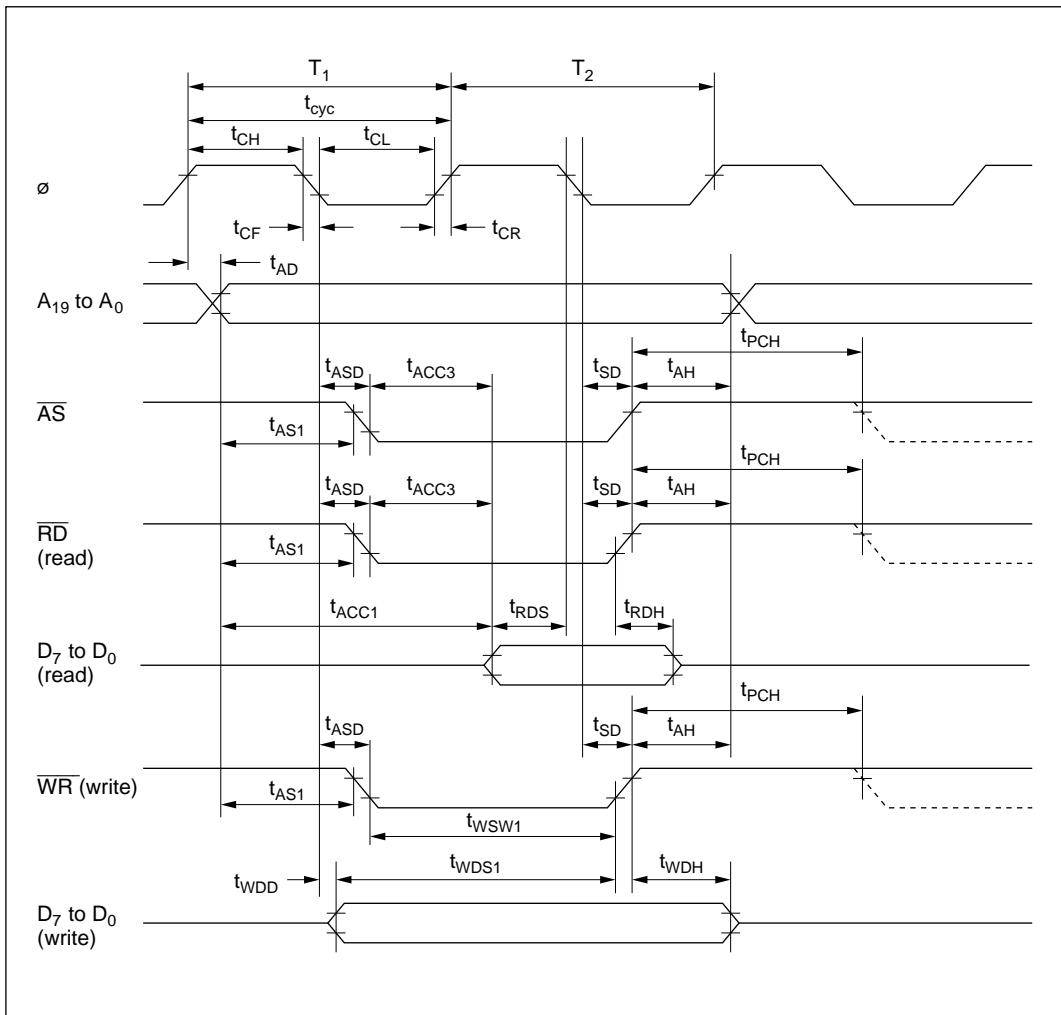 T1 T2
tcyc
tCH tCL
ø
tCF tCR
tAD
A19 to A0
tPCH
tASD tACC3 tSD tAH
AS
tAS1
tPCH
tASD tACC3 tSD tAH
RD
(read)
tAS1
tACC1 tRDS tRDH
D7 to D0
(read)
tPCH
tASD tSD tAH
WR (write)
tAS1
tWSW1
tWDD tWDS1 tWDH
D7 to D0
(write)